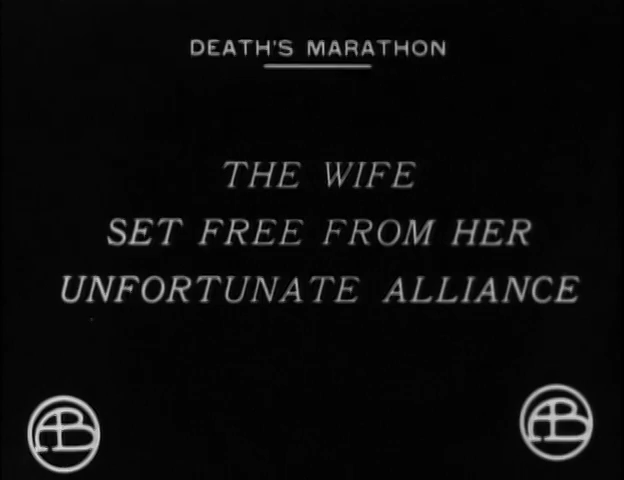 DEATH'S MARATHON
THE WIFE
SET FREE FROM HER
UNFORTUNATE ALLIANCE
AB
AB